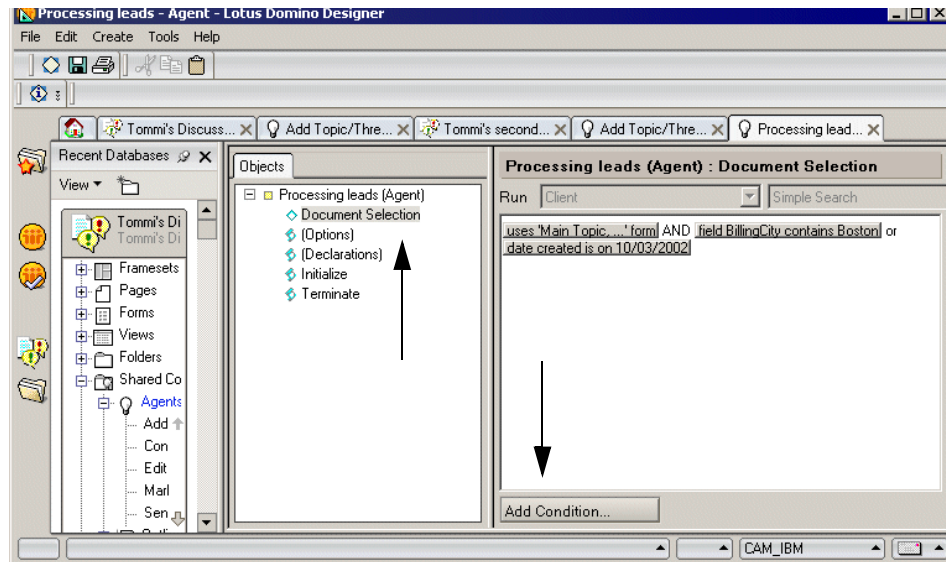 Processing leads - Agent - Lotus Domino Designer
File Edit Create Tools Help
Tommi's Discuss... Add Topic/Thre... Tommi's second... Add Topic/Thre... Processing lead...
Recent Databases
View
Tommi's Di
Tommi's Di
Framesets
Pages
Forms
Views
Folders
Shared Co
Agents
Add
Con
Edit
Marl
Sen
Objects
Processing leads (Agent)
Document Selection
(Options)
(Declarations)
Initialize
Terminate
Processing leads (Agent) : Document Selection
Run Client Simple Search
uses 'Main Topic, ...' form AND field BillingCity contains Boston or
date created is on 10/03/2002
Add Condition...
CAM_IBM